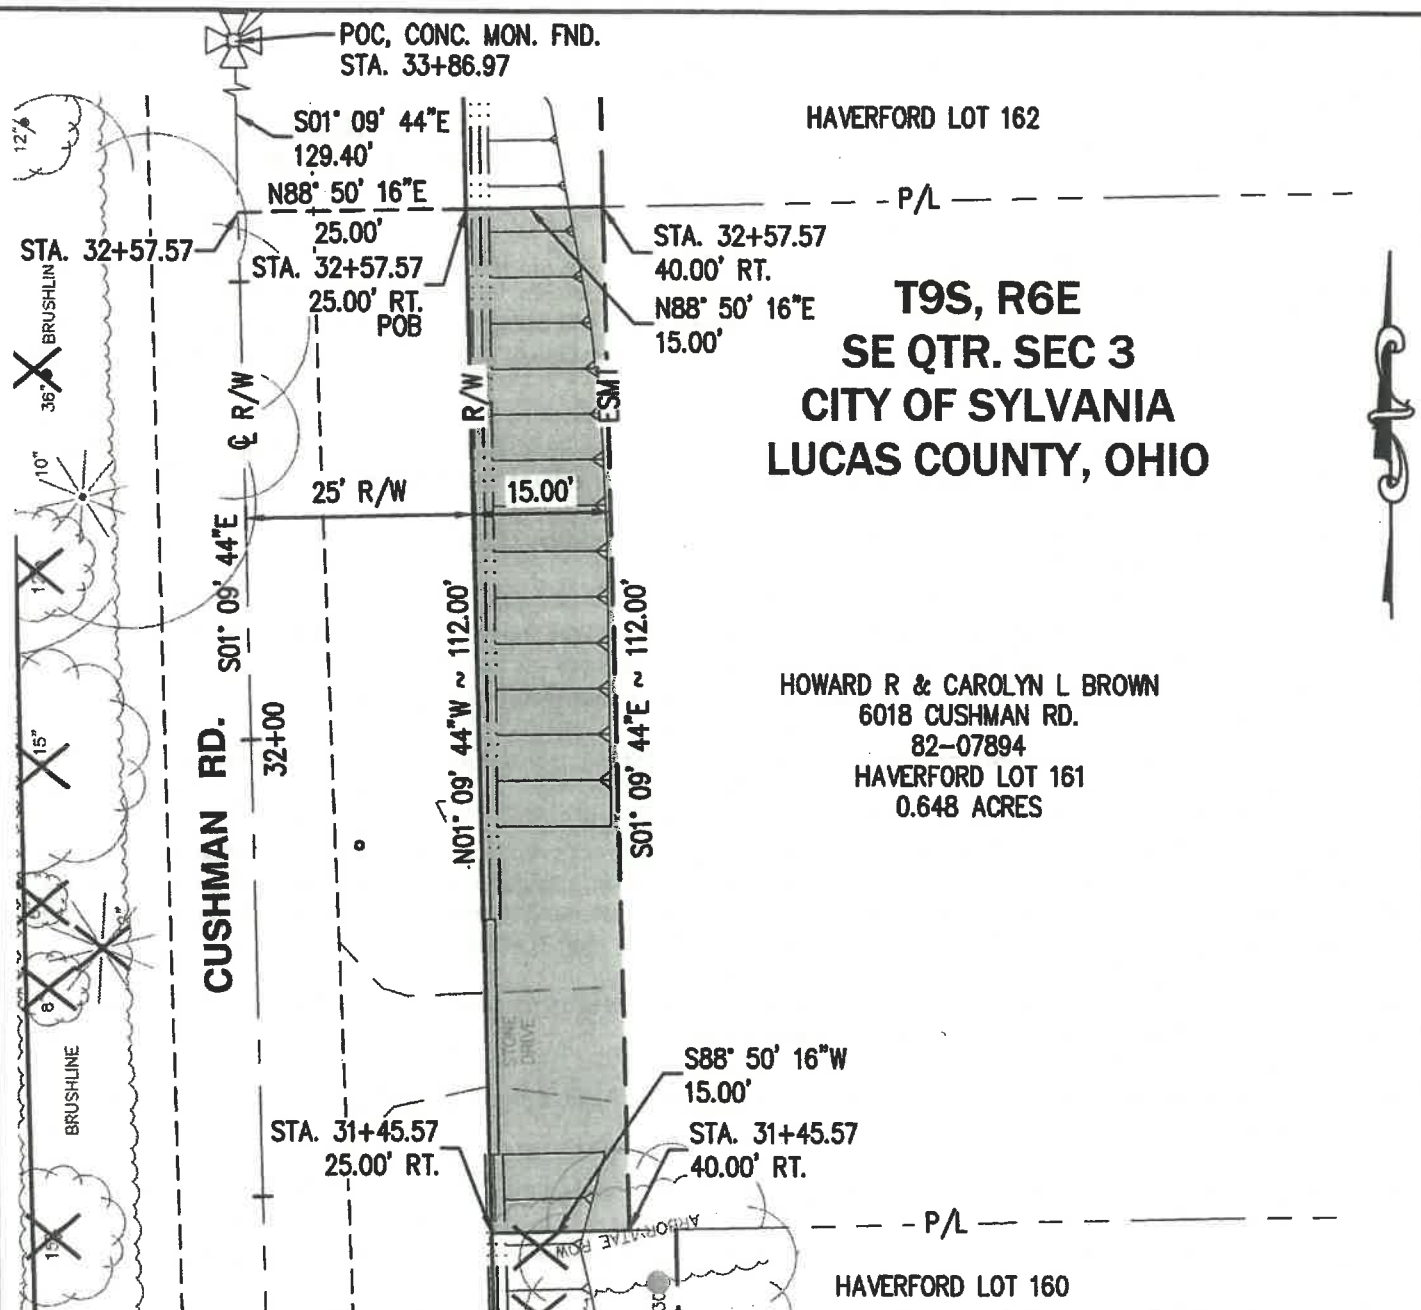 POC, CONC. MON. FND.
STA. 33+86.97
S01° 09' 44"E
129.40'
HAVERFORD LOT 162
12"
N88° 50' 16"E
25.00'
P/L
STA. 32+57.57
STA. 32+57.57
25.00' RT.
POB
STA. 32+57.57
40.00' RT.
N88° 50' 16"E
15.00'
T9S, R6E
SE QTR. SEC 3
CITY OF SYLVANIA
LUCAS COUNTY, OHIO
BRUSHLIN
36"
℄ R/W
R/W
ESMT
10"
25' R/W
15.00'
S01° 09' 44"E
N01° 09' 44"W ~ 112.00'
S01° 09' 44"E ~ 112.00'
HOWARD R & CAROLYN L BROWN
6018 CUSHMAN RD.
82-07894
HAVERFORD LOT 161
0.648 ACRES
15"
CUSHMAN RD.
32+00
8
BRUSHLINE
STONE
DRIVE
S88° 50' 16"W
15.00'
STA. 31+45.57
25.00' RT.
STA. 31+45.57
40.00' RT.
ARBORVITAE ROW
P/L
15"
HAVERFORD LOT 160